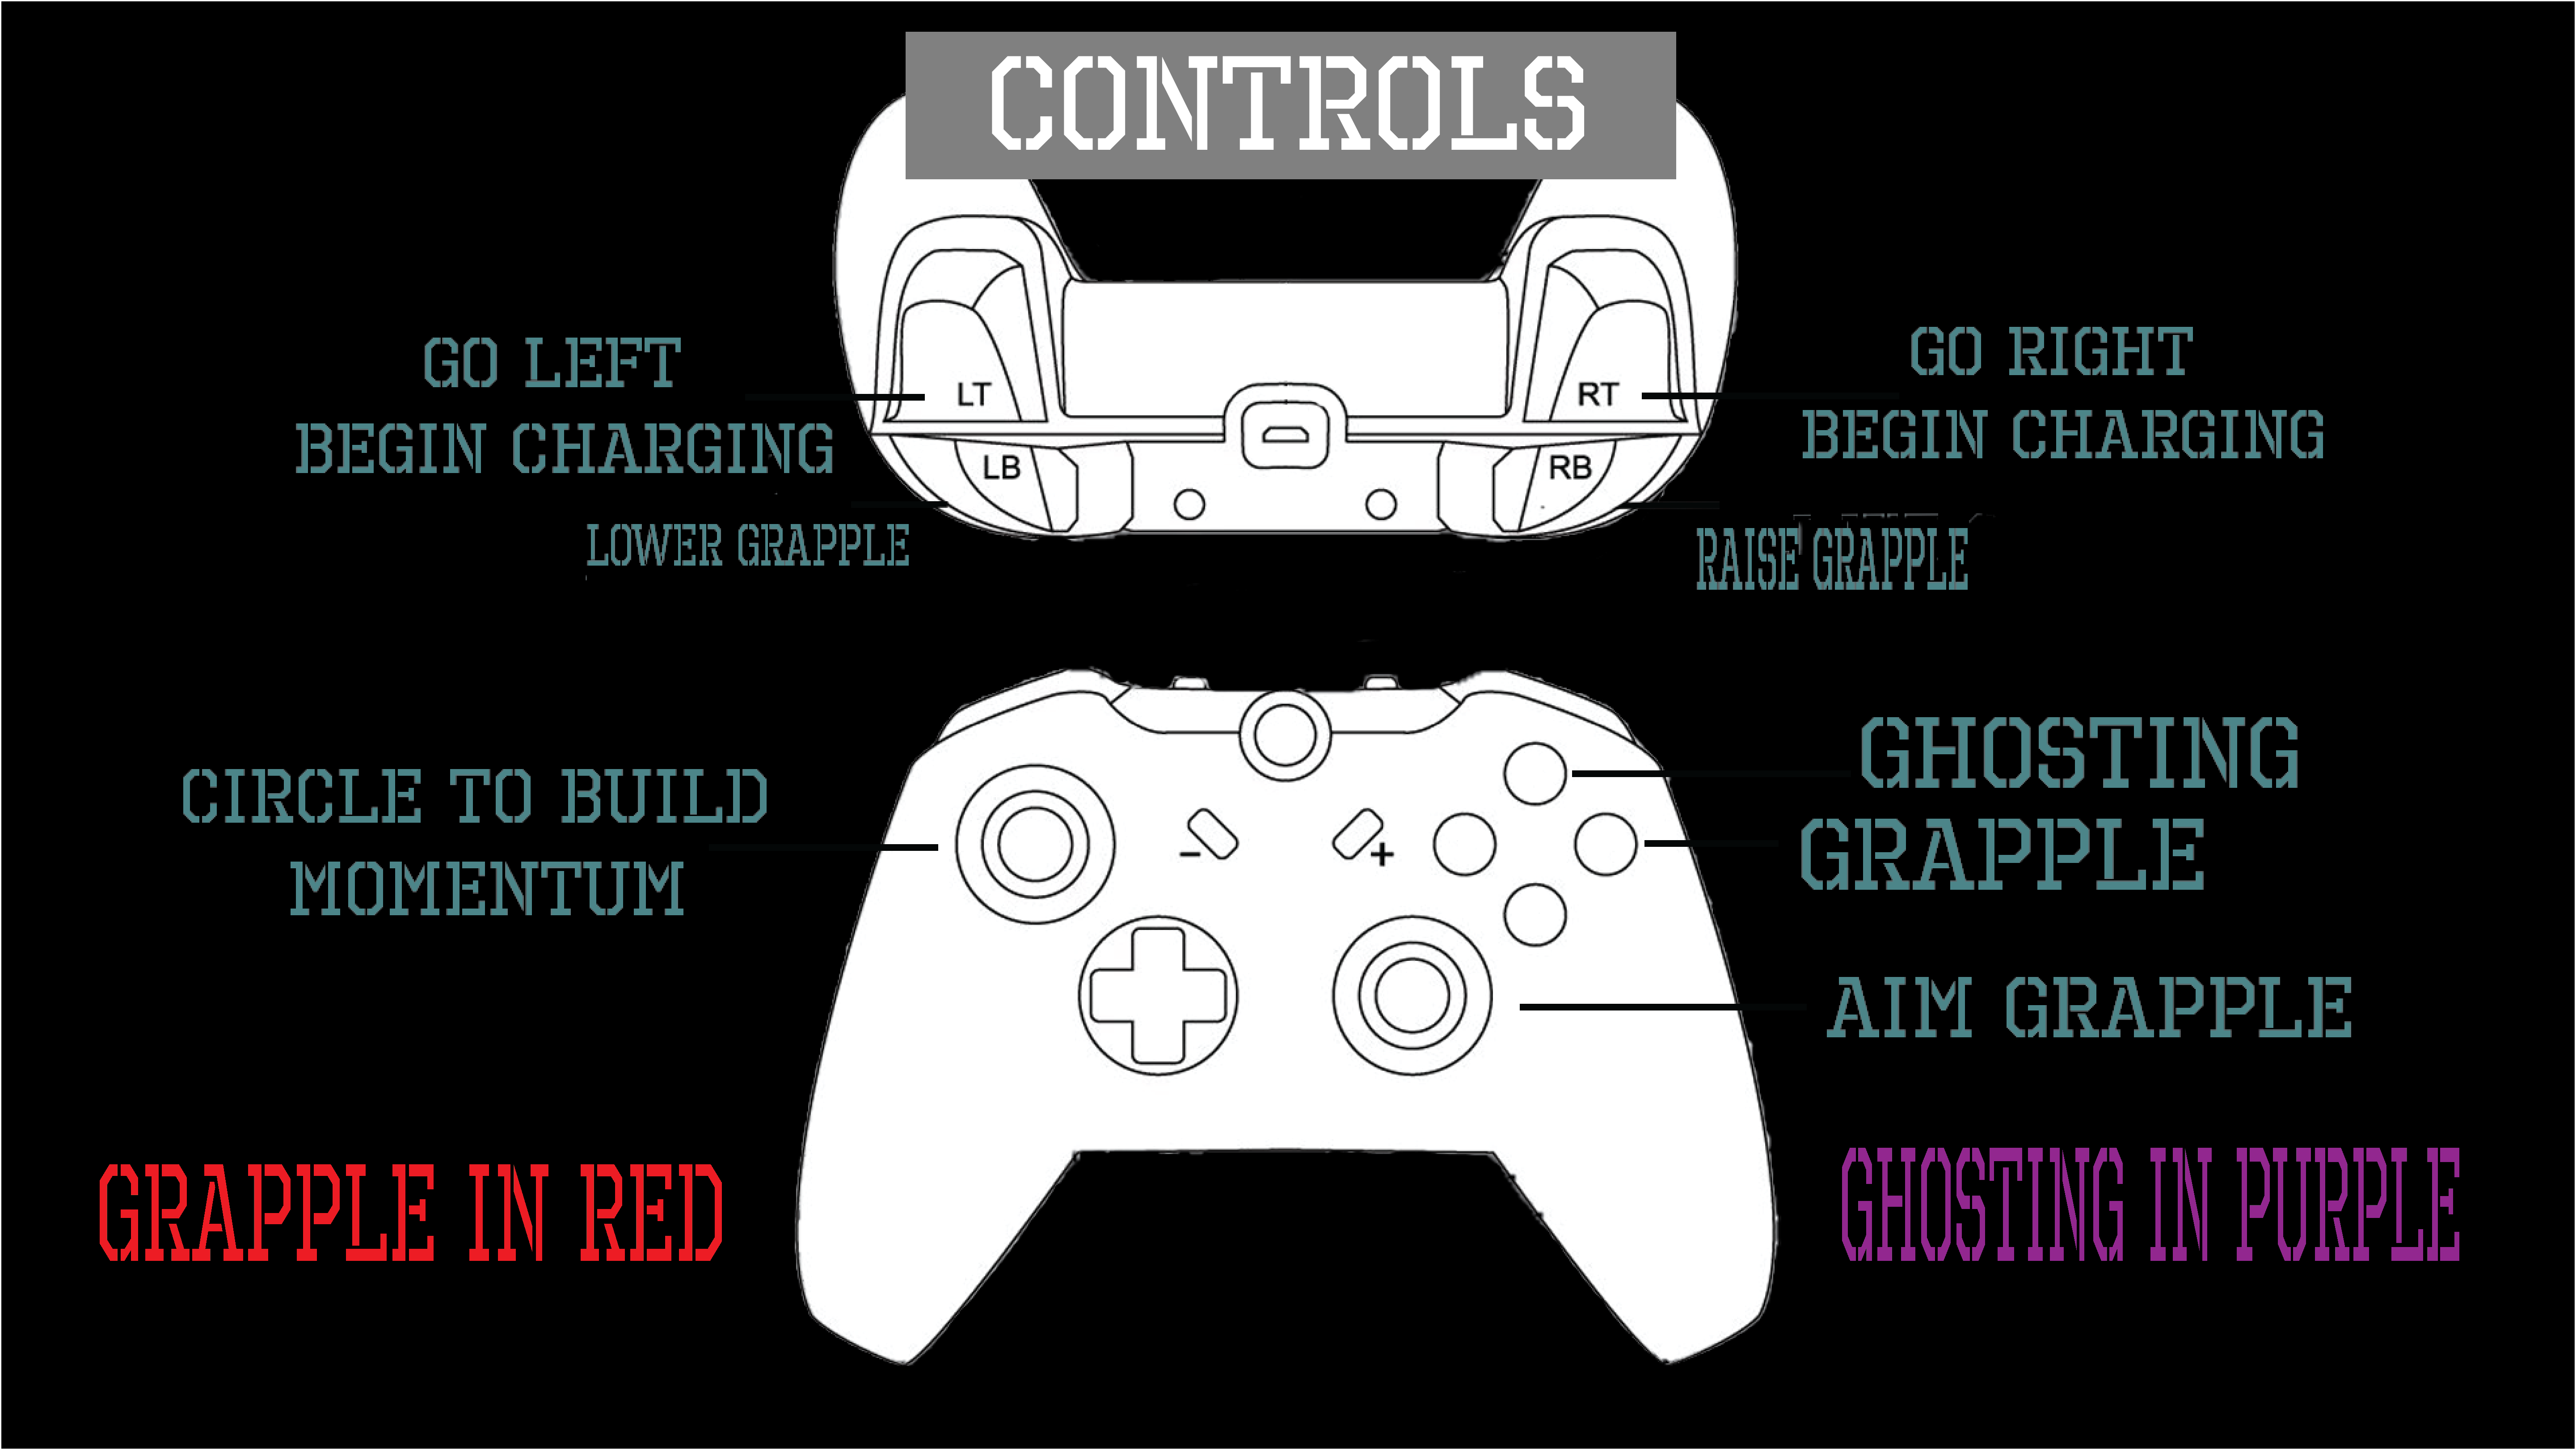 CONTROLS
GO LEFT
BEGIN CHARGING
LT
RT
GO RIGHT
BEGIN CHARGING
LB
RB
LOWER GRAPPLE
RAISE GRAPPLE
CIRCLE TO BUILD
MOMENTUM
- +
GHOSTING
GRAPPLE
AIM GRAPPLE
GRAPPLE IN RED
GHOSTING IN PURPLE